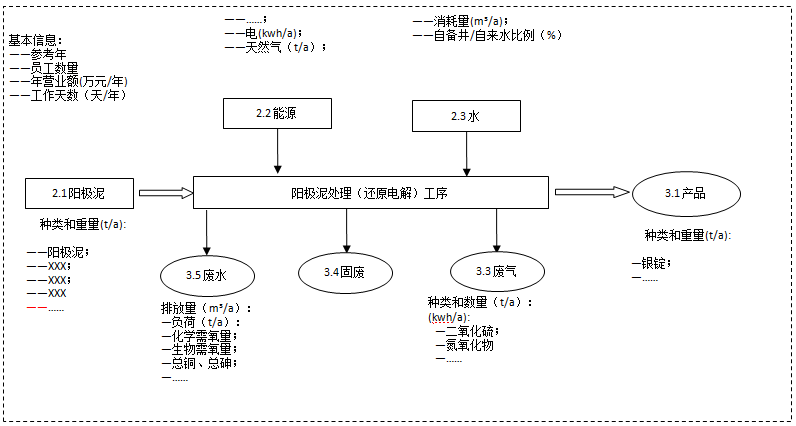 基本信息：
——参考年
——员工数量
——年营业额(万元/年)
——工作天数（天/年）
——……；
——电(kwh/a)；
——天然气（t/a）；
——消耗量(m³/a)；
——自备井/自来水比例（%）
2.2能源
2.3水
2.1阳极泥
阳极泥处理（还原电解）工序
3.1产品
种类和重量(t/a):
——阳极泥；
——XXX；
——XXX；
——XXX
——……
3.5废水
3.4固废
3.3废气
种类和重量(t/a):
—银锭；
—……
排放量（m³/a）：
—负荷（t/a）：
—化学需氧量；
—生物需氧量；
—总铜、总砷；
—……
种类和数量（t/a）：
(kwh/a):
—二氧化硫；
—氮氧化物
—……